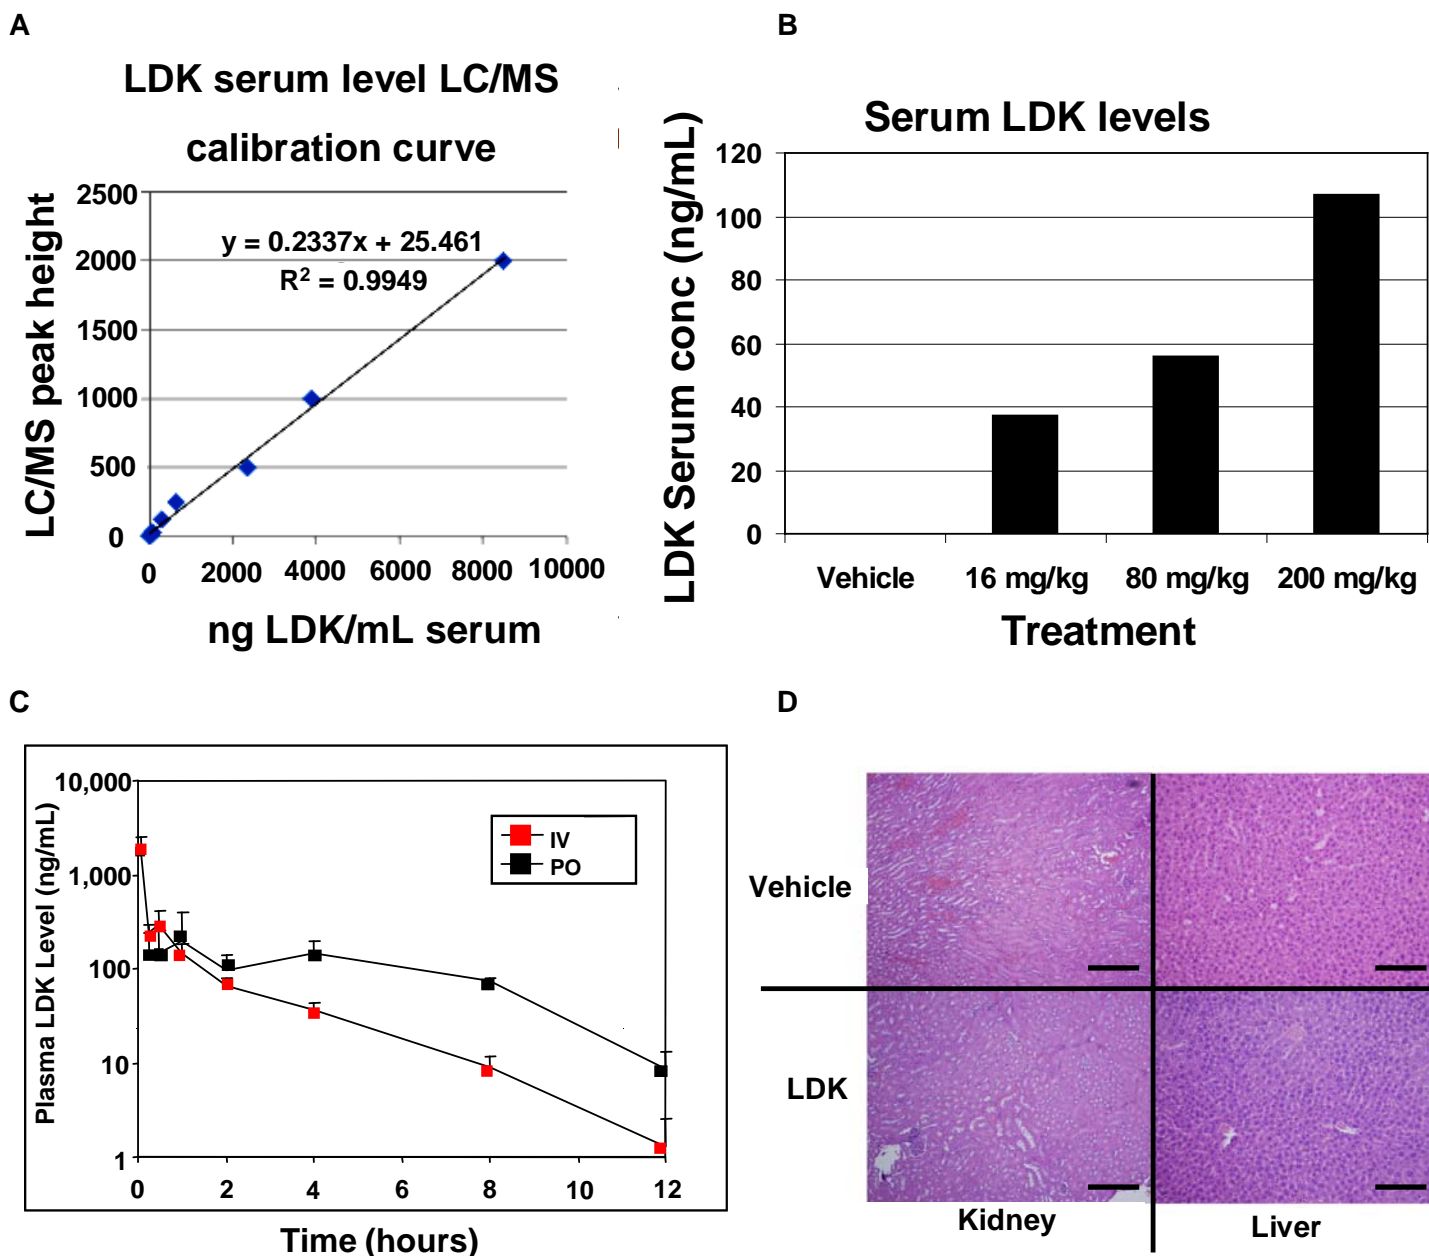 A
LDK serum level LC/MS
calibration curve
LC/MS peak height
2500
2000
1500
1000
500
0
y = 0.2337x + 25.461
R² = 0.9949
0 2000 4000 6000 8000 10000
ng LDK/mL serum
B
Serum LDK levels
LDK Serum conc (ng/mL)
120
100
80
60
40
20
0
Vehicle 16 mg/kg 80 mg/kg 200 mg/kg
Treatment
C
Plasma LDK Level (ng/mL)
10,000
1,000
100
10
1
IV
PO
0 2 4 6 8 10 12
Time (hours)
D
Vehicle
LDK
Kidney Liver